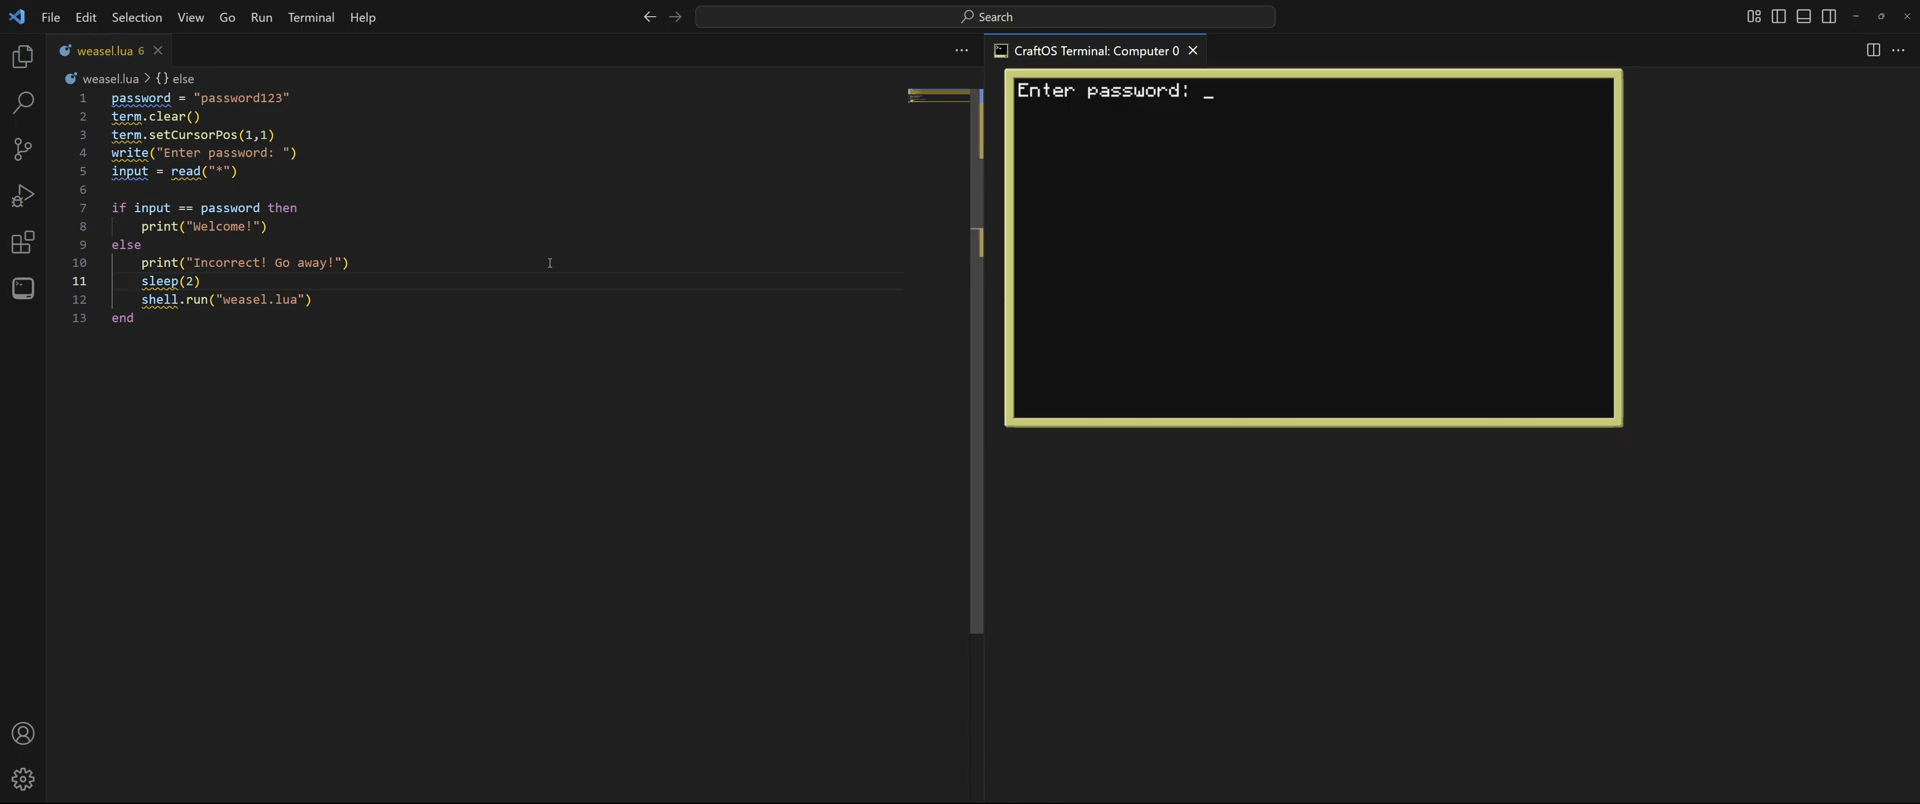 File Edit Selection View Go Run Terminal Help
Search
weasel.lua 6
weasel.lua > {} else
1 password = "password123"
2 term.clear()
3 term.setCursorPos(1,1)
4 write("Enter password: ")
5 input = read("*")
6
7 if input == password then
8 print("Welcome!")
9 else
10 print("Incorrect! Go away!")
11 sleep(2)
12 shell.run("weasel.lua")
13 end
CraftOS Terminal: Computer 0
Enter password: _